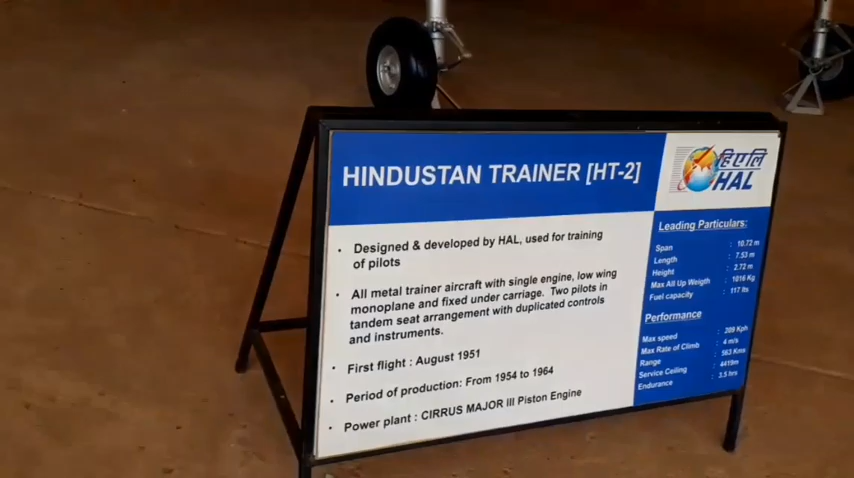 HINDUSTAN TRAINER [HT-2]
हिएलि
HAL
• Designed & developed by HAL, used for training
of pilots
• All metal trainer aircraft with single engine, low wing
monoplane and fixed under carriage. Two pilots in
tandem seat arrangement with duplicated controls
and instruments.
• First flight : August 1951
• Period of production: From 1954 to 1964
• Power plant : CIRRUS MAJOR III Piston Engine
Leading Particulars:
Span : 10.72 m
Length : 7.53 m
Height : 2.72 m
Max All Up Weigth : 1016 Kg
Fuel capacity : 117 lts
Performance
Max speed : 209 Kph
Max Rate of Climb : 4 m/s
Range : 563 Kms
Service Ceiling : 4419m
Endurance : 3.5 hrs